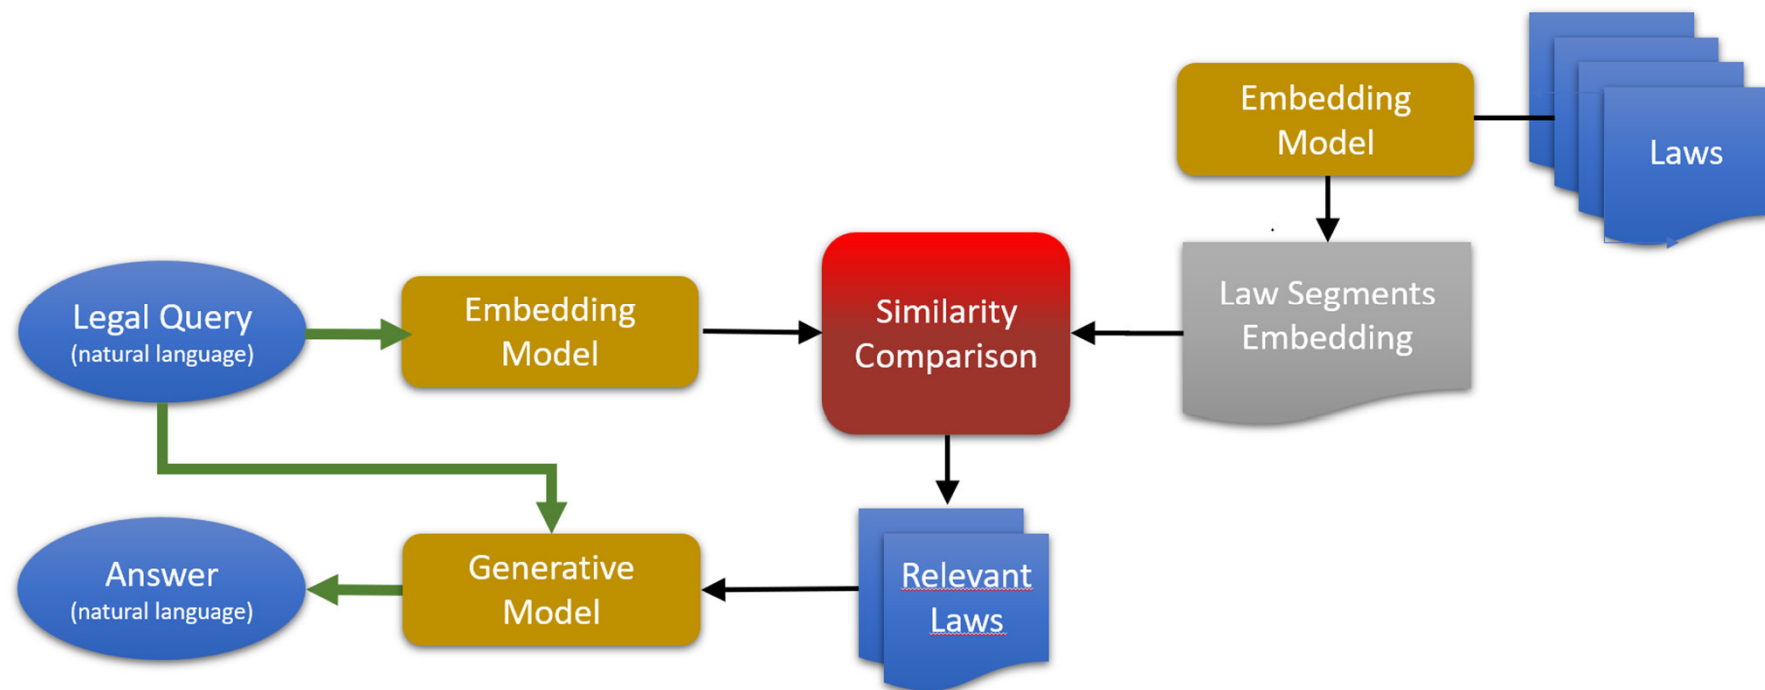 Embedding
Model
Laws
Legal Query
(natural language)
Embedding
Model
Similarity
Comparison
Law Segments
Embedding
Answer
(natural language)
Generative
Model
Relevant
Laws